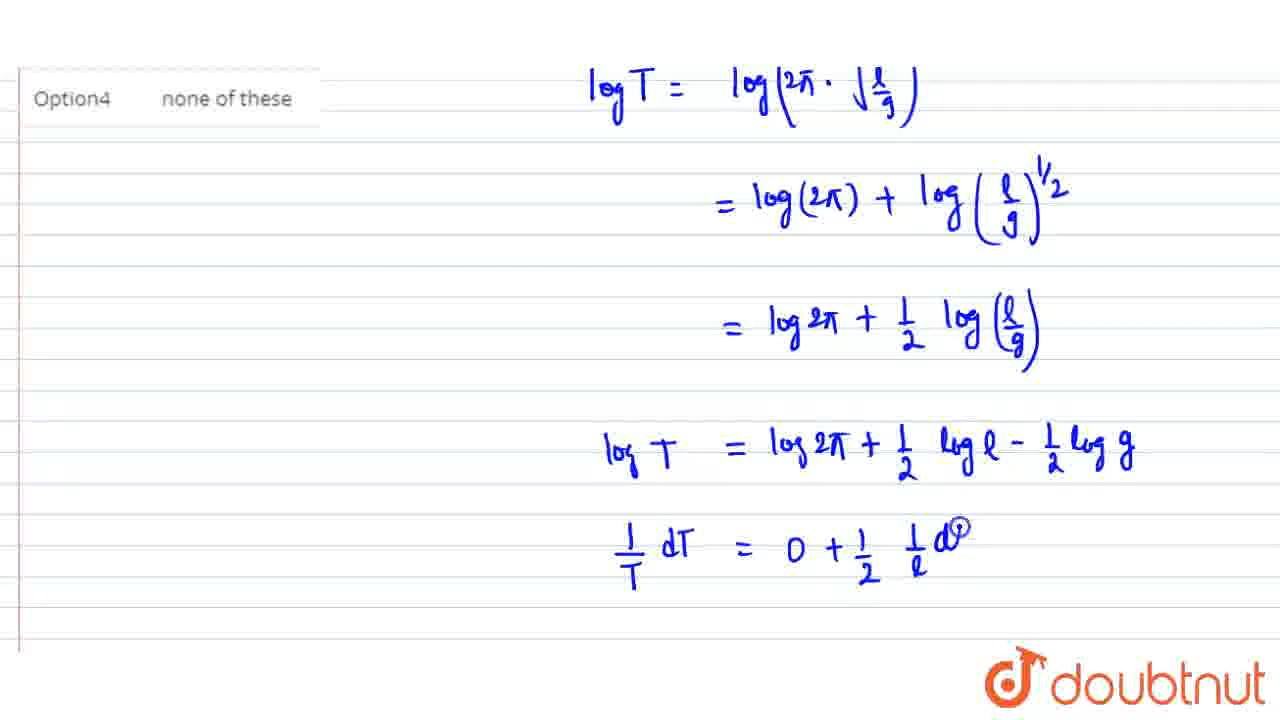 Option4 none of these
log T = log(2π · √(l/g))
= log(2π) + log(l/g)^1/2
= log 2π + 1/2 log(l/g)
log T = log 2π + 1/2 log l - 1/2 log g
1/T dT = 0 + 1/2 1/l d
doubtnut